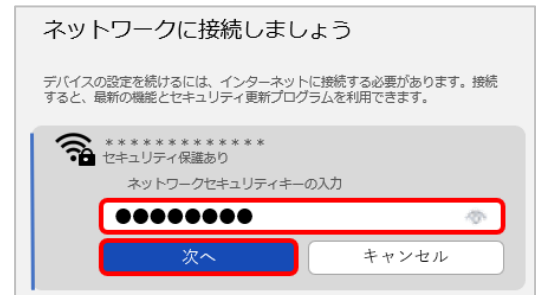 ネットワークに接続しましょう
デバイスの設定を続けるには、インターネットに接続する必要があります。接続
すると、最新の機能とセキュリティ更新プログラムを利用できます。
*************
セキュリティ保護あり
ネットワークセキュリティキーの入力
●●●●●●●●
次へ
キャンセル